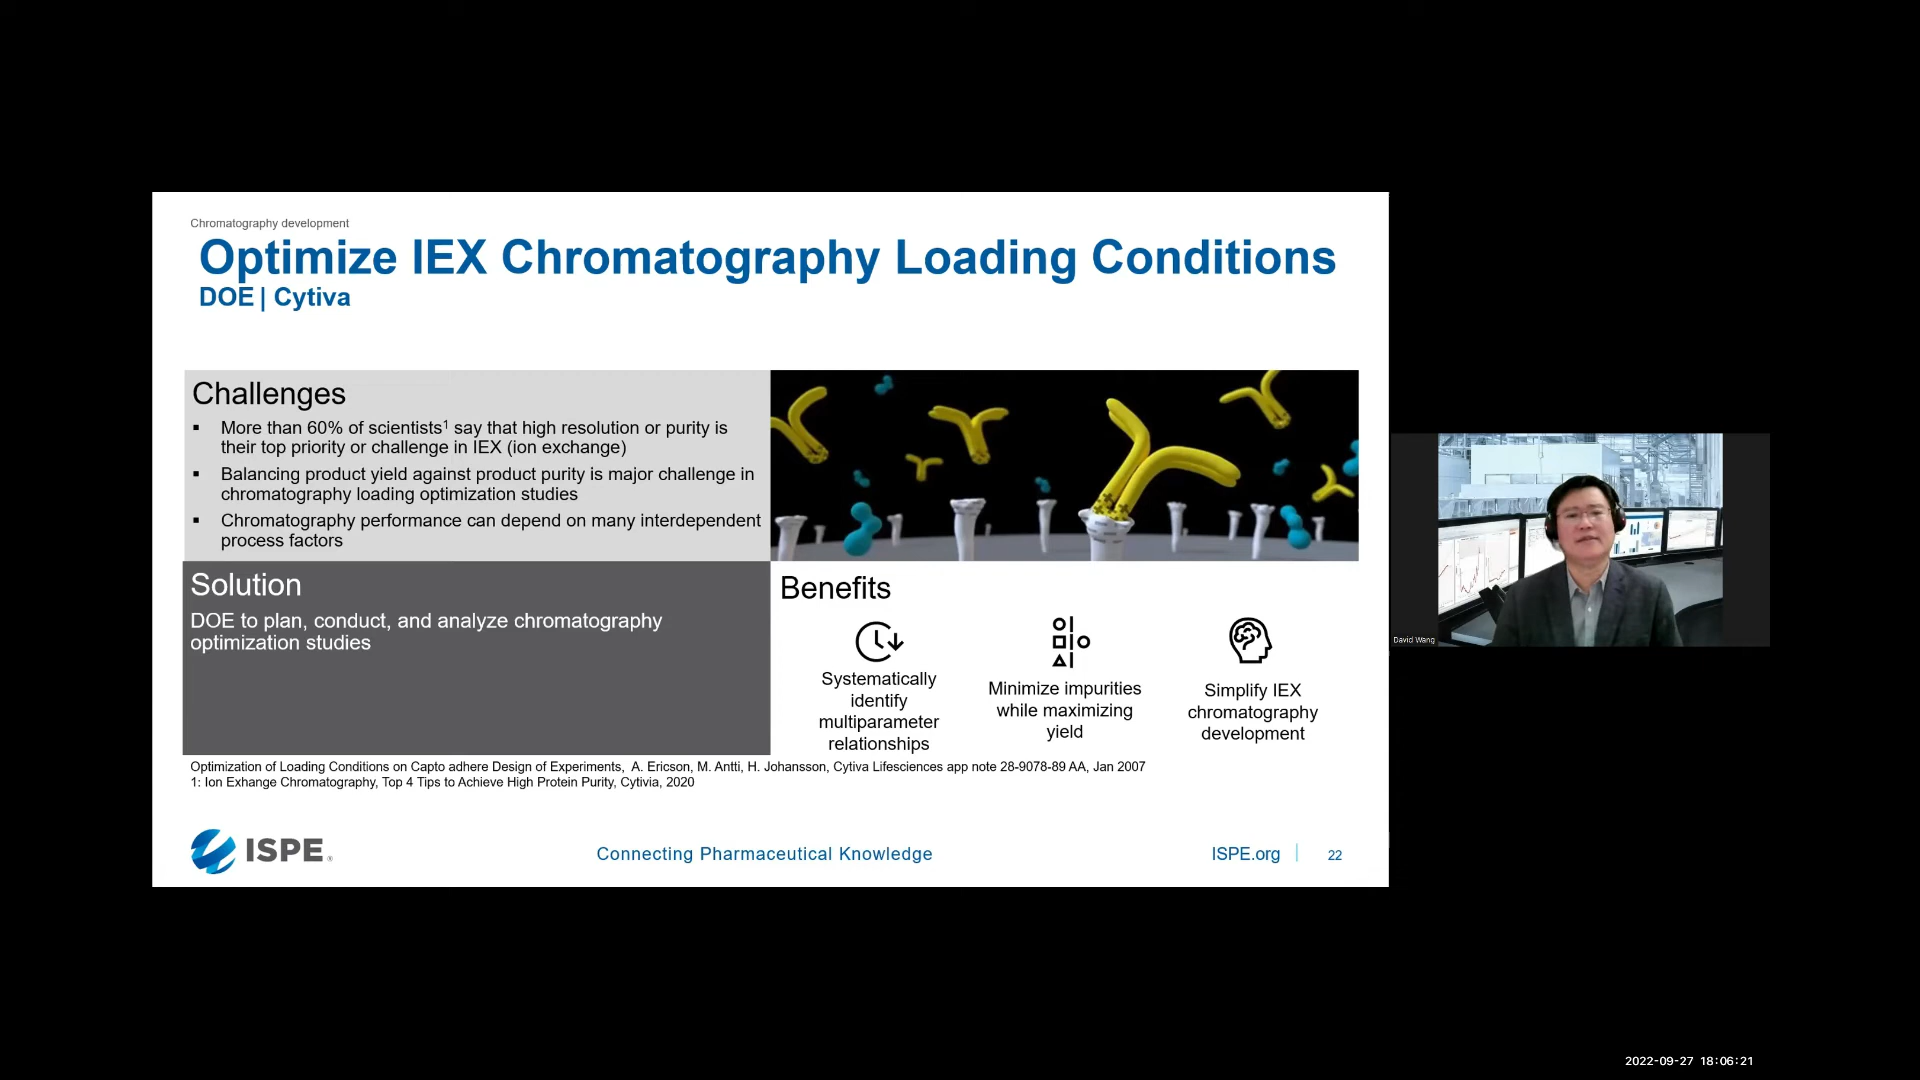 Chromatography development
Optimize IEX Chromatography Loading Conditions
DOE | Cytiva
Challenges
▪ More than 60% of scientists¹ say that high resolution or purity is
their top priority or challenge in IEX (ion exchange)
▪ Balancing product yield against product purity is major challenge in
chromatography loading optimization studies
▪ Chromatography performance can depend on many interdependent
process factors
Solution
DOE to plan, conduct, and analyze chromatography
optimization studies
Benefits
Systematically
identify
multiparameter
relationships
Minimize impurities
while maximizing
yield
Simplify IEX
chromatography
development
Optimization of Loading Conditions on Capto adhere Design of Experiments, A. Ericson, M. Antti, H. Johansson, Cytiva Lifesciences app note 28-9078-89 AA, Jan 2007
1: Ion Exhange Chromatography, Top 4 Tips to Achieve High Protein Purity, Cytivia, 2020
ISPE®
Connecting Pharmaceutical Knowledge
ISPE.org | 22
David Wang
2022-09-27 18:06:21